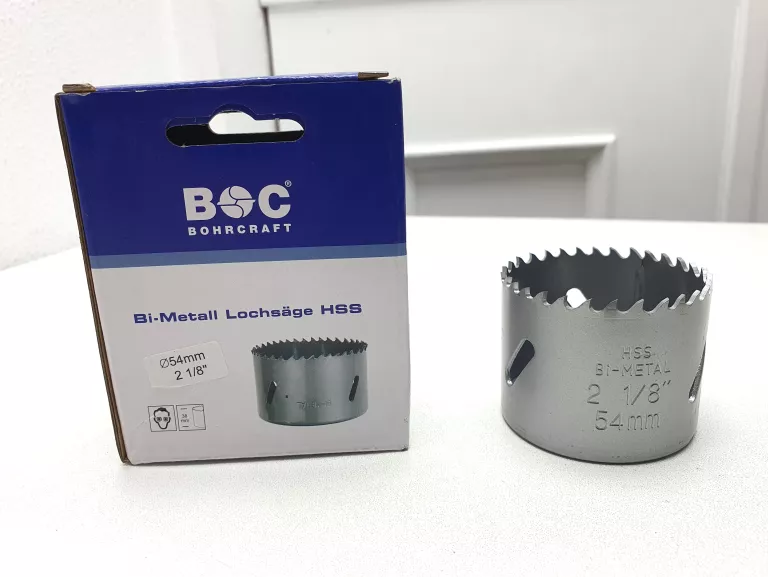 BOC®
BOHRCRAFT
Bi-Metall Lochsäge HSS
Ø54mm
2 1/8"
HSS
Bi-METAL
2 1/8"
54mm